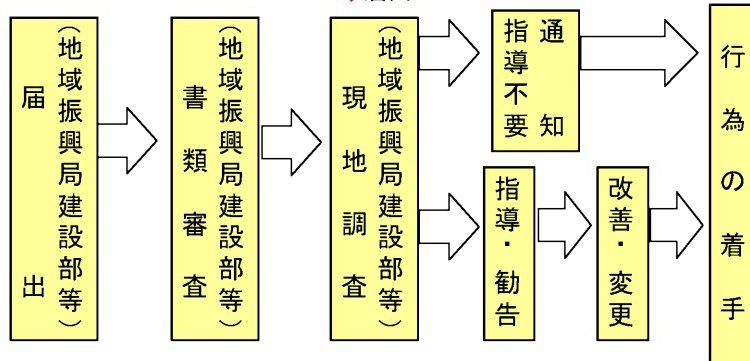 届出
（地域振興局建設部等）
書類審査
（地域振興局建設部等）
現地調査
（地域振興局建設部等）
通知
指導不要
指導・勧告
改善・変更
行為の着手